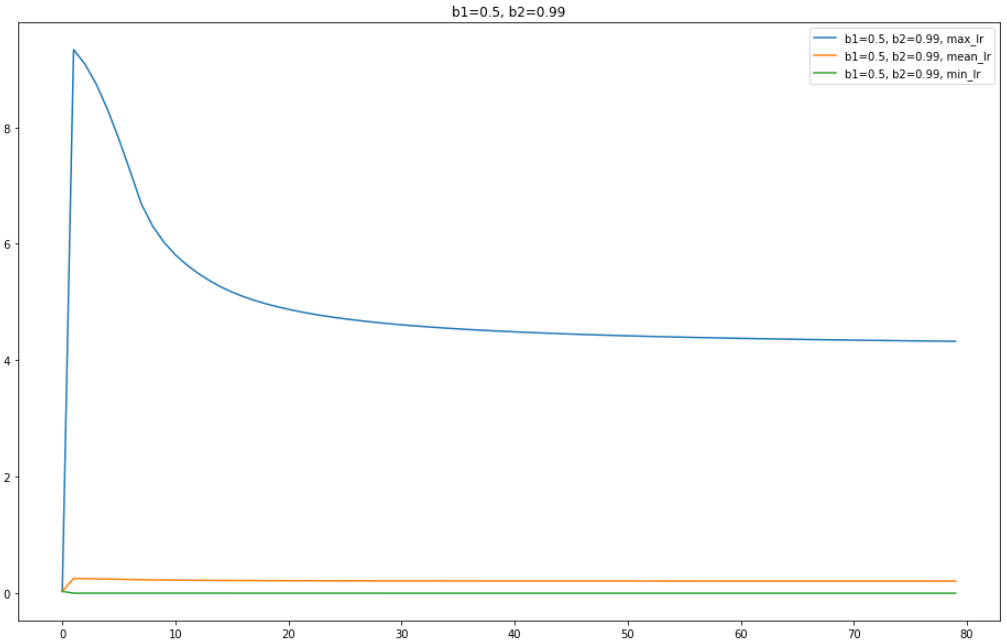 b1=0.5, b2=0.99
b1=0.5, b2=0.99, max_lr
b1=0.5, b2=0.99, mean_lr
b1=0.5, b2=0.99, min_lr
8
6
4
2
0
0 10 20 30 40 50 60 70 80